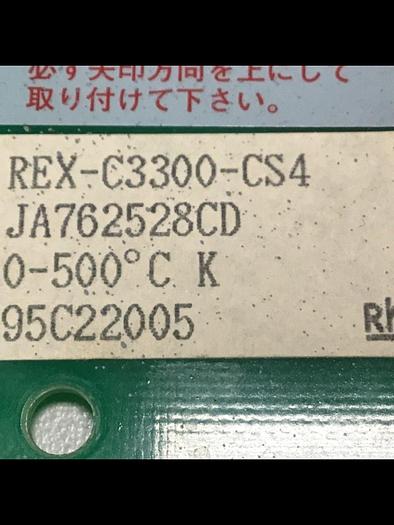 必ず矢印方向を上にして
取り付けて下さい。
REX-C3300-CS4
JA762528CD
0-500°C K
95C22005